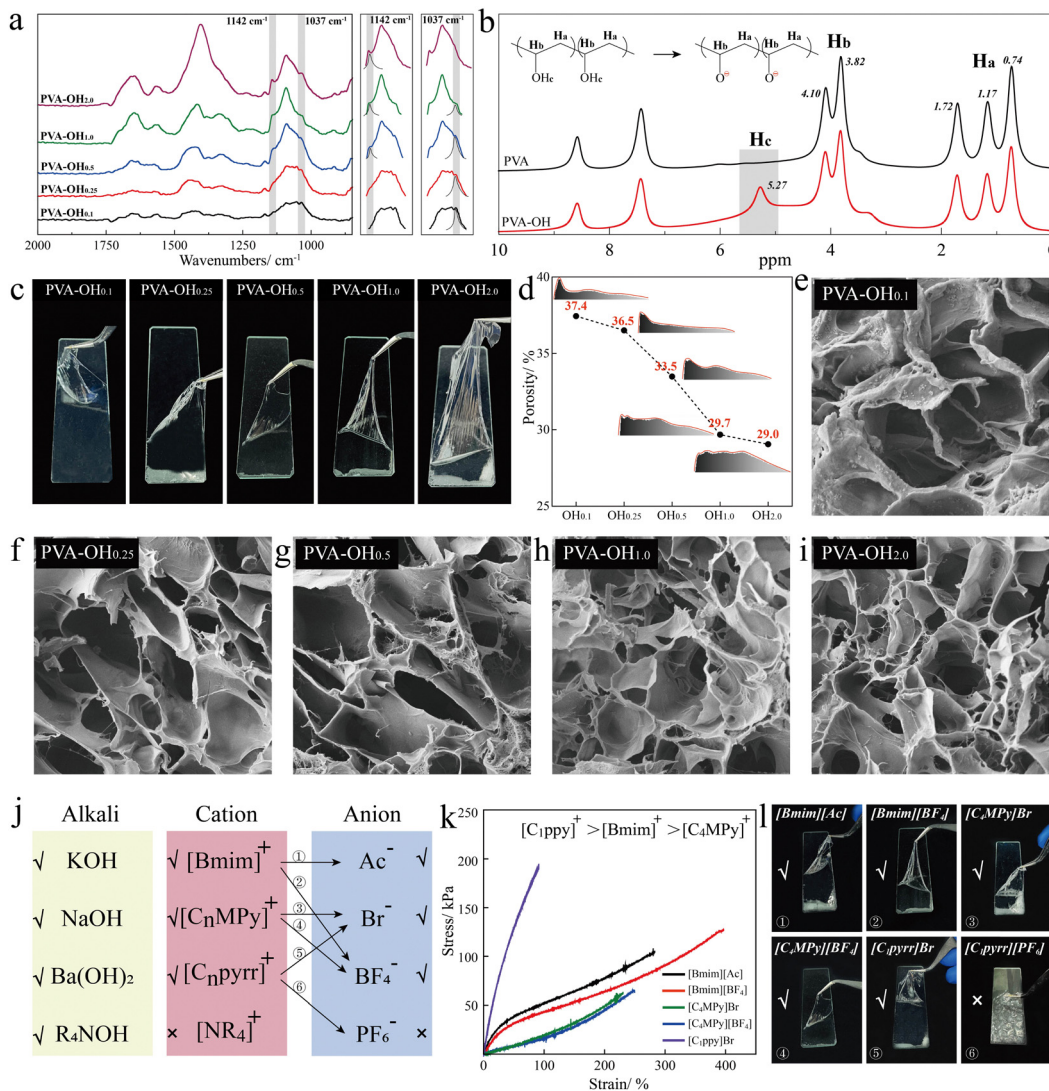 a
1142 cm⁻¹
1037 cm⁻¹
1142 cm⁻¹
1037 cm⁻¹
PVA-OH2.0
PVA-OH1.0
PVA-OH0.5
PVA-OH0.25
PVA-OH0.1
2000
1500
1000
Wavenumbers/ cm⁻¹
b
Hb
Ha
Hb
Ha
OHc
OHc
Hb
Ha
Hb
Ha
O⊖
O⊖
Hb
3.82
4.10
Ha
0.74
1.17
1.72
PVA
Hc
5.27
PVA-OH
10
8
6
4
2
0
ppm
c
PVA-OH0.1
PVA-OH0.25
PVA-OH0.5
PVA-OH1.0
PVA-OH2.0
d
40
35
30
25
Porosity/ %
37.4
36.5
33.5
29.7
29.0
OH0.1
OH0.25
OH0.5
OH1.0
OH2.0
e
PVA-OH0.1
f
PVA-OH0.25
g
PVA-OH0.5
h
PVA-OH1.0
i
PVA-OH2.0
j
Alkali
Cation
Anion
√ KOH
√ [Bmim]⁺
① Ac⁻ √
②
√ NaOH
√ [CnMPy]⁺
③ Br⁻ √
④
√ Ba(OH)₂
√ [Cnpyrr]⁺
⑤ BF₄⁻ √
⑥
√ R₄NOH
× [NR₄]⁺
PF₆⁻ ×
k
[C₁ppy]⁺ > [Bmim]⁺ > [C₄MPy]⁺
250
200
150
100
50
Stress/ kPa
[Bmim][Ac]
[Bmim][BF₄]
[C₄MPy]Br
[C₄MPy][BF₄]
[C₁ppy]Br
0
100
200
300
400
Strain/ %
l
[Bmim][Ac]
[Bmim][BF₄]
[C₄MPy]Br
√
√
√
①
②
③
[C₄MPy][BF₄]
[C₁pyrr]Br
[C₁pyrr][PF₆]
√
√
×
④
⑤
⑥